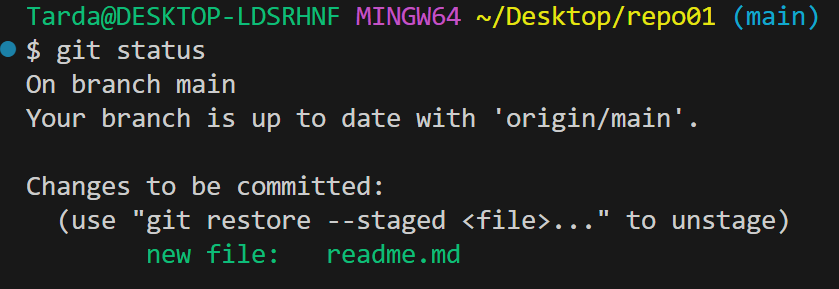 Tarda@DESKTOP-LDSRHNF MINGW64 ~/Desktop/repo01 (main)
$ git status
On branch main
Your branch is up to date with 'origin/main'.

Changes to be committed:
  (use "git restore --staged <file>..." to unstage)
        new file:   readme.md